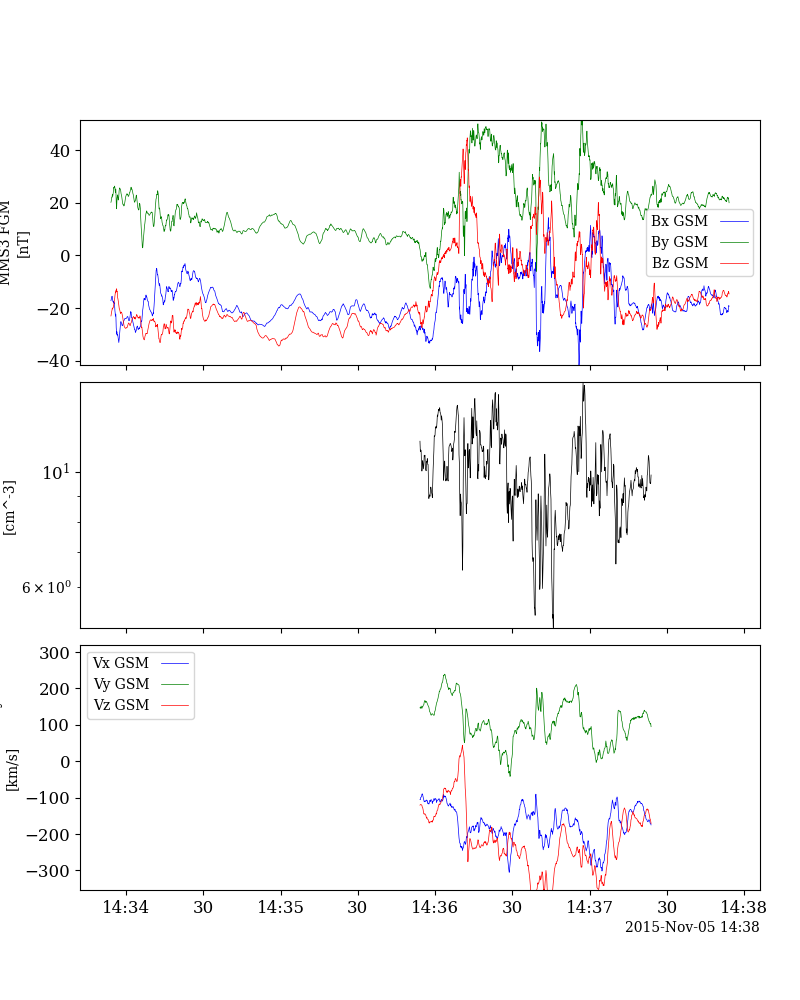 MMS3 FGM
[nT]
40
20
0
−20
−40
Bx GSM
By GSM
Bz GSM
[cm^-3]
10¹
6 × 10⁰
[km/s]
300
200
100
0
−100
−200
−300
Vx GSM
Vy GSM
Vz GSM
14:34 30 14:35 30 14:36 30 14:37 30 14:38
2015-Nov-05 14:38